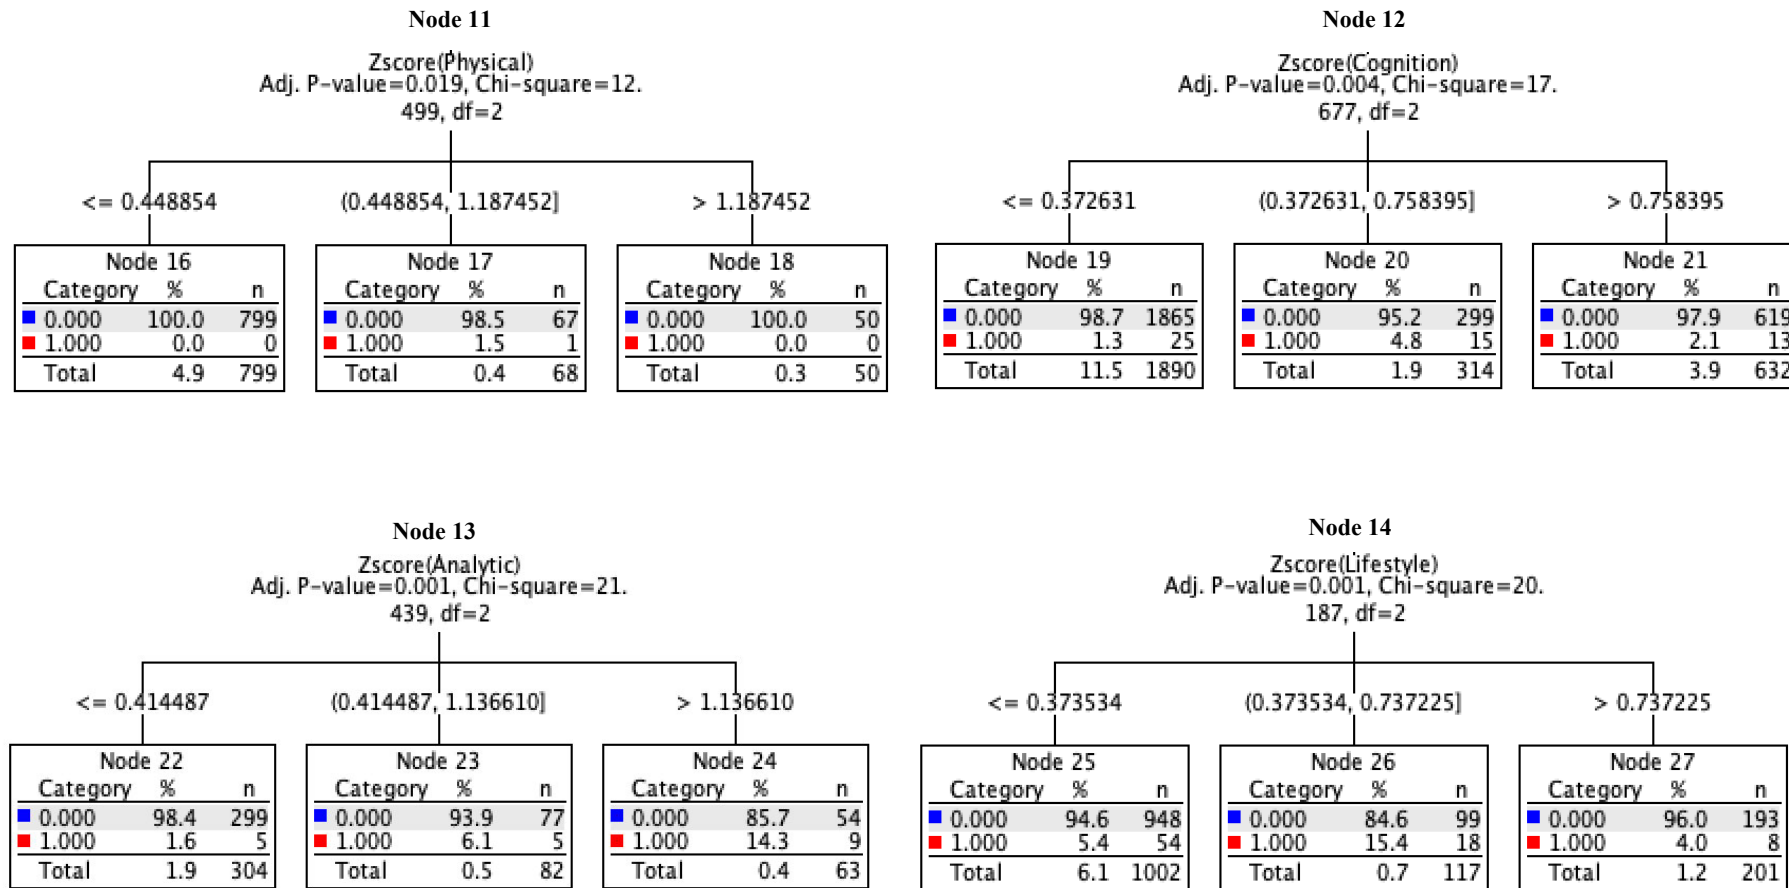 Node 11
Zscore(Physical)
Adj. P-value=0.019, Chi-square=12.
499, df=2
<= 0.448854
(0.448854, 1.187452]
> 1.187452
Node 16
Category % n
0.000 100.0 799
1.000 0.0 0
Total 4.9 799
Node 17
Category % n
0.000 98.5 67
1.000 1.5 1
Total 0.4 68
Node 18
Category % n
0.000 100.0 50
1.000 0.0 0
Total 0.3 50
Node 12
Zscore(Cognition)
Adj. P-value=0.004, Chi-square=17.
677, df=2
<= 0.372631
(0.372631, 0.758395]
> 0.758395
Node 19
Category % n
0.000 98.7 1865
1.000 1.3 25
Total 11.5 1890
Node 20
Category % n
0.000 95.2 299
1.000 4.8 15
Total 1.9 314
Node 21
Category % n
0.000 97.9 619
1.000 2.1 13
Total 3.9 632
Node 13
Zscore(Analytic)
Adj. P-value=0.001, Chi-square=21.
439, df=2
<= 0.414487
(0.414487, 1.136610]
> 1.136610
Node 22
Category % n
0.000 98.4 299
1.000 1.6 5
Total 1.9 304
Node 23
Category % n
0.000 93.9 77
1.000 6.1 5
Total 0.5 82
Node 24
Category % n
0.000 85.7 54
1.000 14.3 9
Total 0.4 63
Node 14
Zscore(Lifestyle)
Adj. P-value=0.001, Chi-square=20.
187, df=2
<= 0.373534
(0.373534, 0.737225]
> 0.737225
Node 25
Category % n
0.000 94.6 948
1.000 5.4 54
Total 6.1 1002
Node 26
Category % n
0.000 84.6 99
1.000 15.4 18
Total 0.7 117
Node 27
Category % n
0.000 96.0 193
1.000 4.0 8
Total 1.2 201